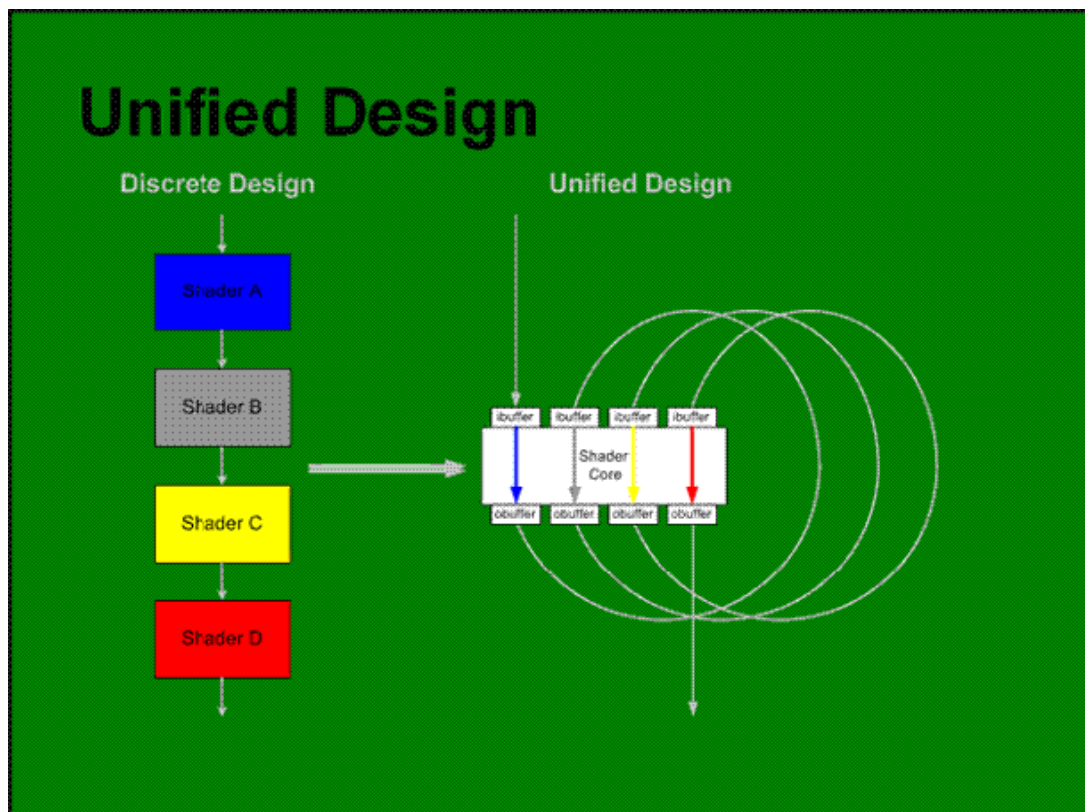 Unified Design
Discrete Design
Unified Design
Shader A
Shader B
Shader C
Shader D
ibuffer ibuffer ibuffer ibuffer
Shader
Core
obuffer obuffer obuffer obuffer